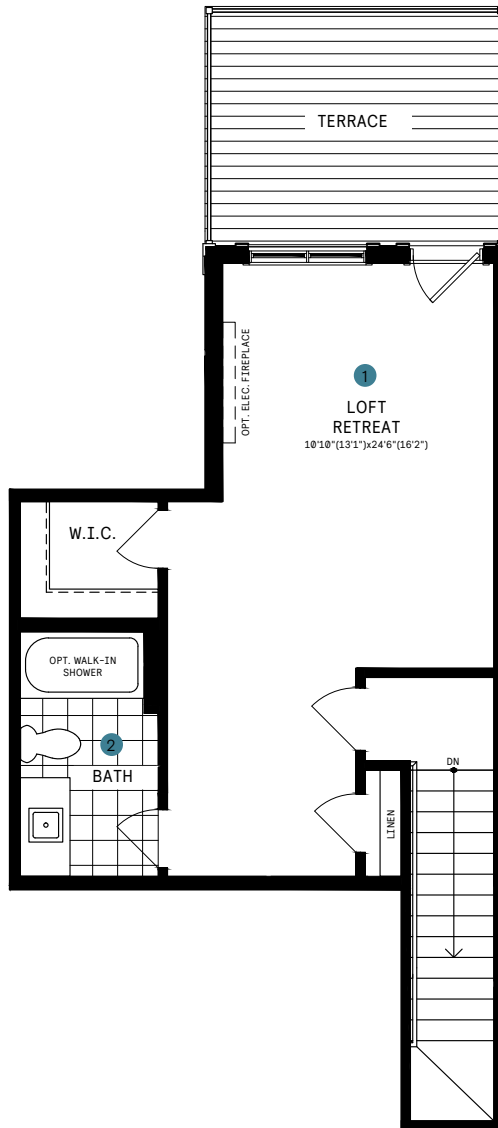 TERRACE
OPT. ELEC. FIREPLACE
1
LOFT
RETREAT
10'10"(13'1")x24'6"(16'2")
W.I.C.
OPT. WALK-IN
SHOWER
2
BATH
DN
LINEN